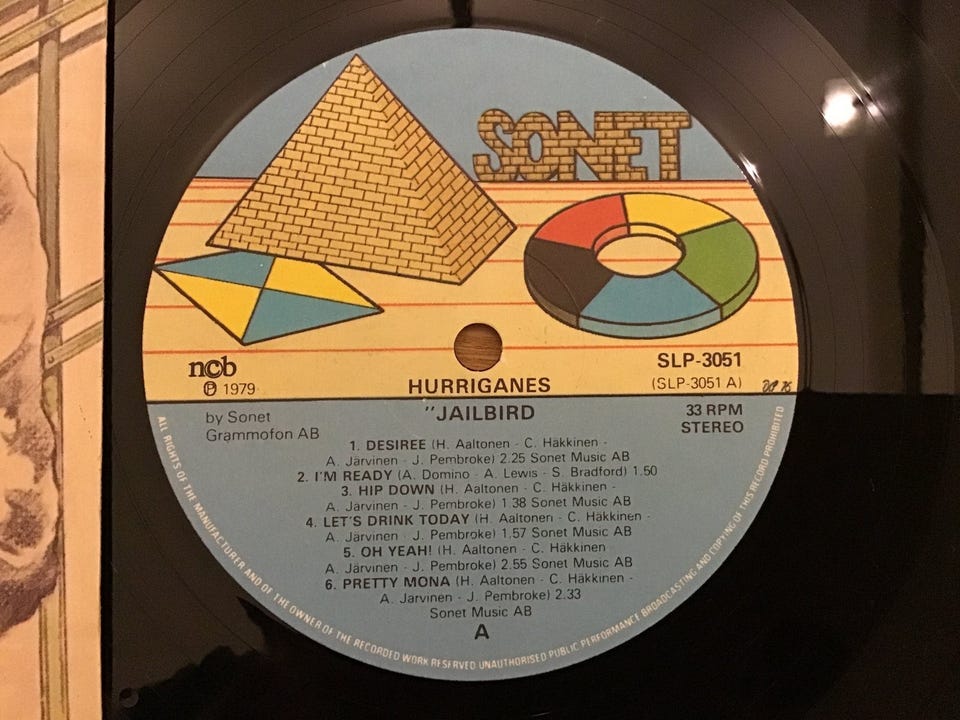 SONET
ncb
SLP-3051
Ⓟ 1979
HURRIGANES
(SLP-3051 A)
by Sonet
Grammofon AB
"JAILBIRD
33 RPM
STEREO
1. DESIREE (H. Aaltonen - C. Häkkinen -
A. Järvinen - J. Pembroke) 2.25 Sonet Music AB
2. I'M READY (A. Domino - A. Lewis - S. Bradford) 1.50
3. HIP DOWN (H. Aaltonen - C. Häkkinen -
A. Järvinen - J. Pembroke) 1 38 Sonet Music AB
4. LET'S DRINK TODAY (H. Aaltonen - C. Häkkinen -
A. Järvinen - J. Pembroke) 1.57 Sonet Music AB
5. OH YEAH! (H. Aaltonen - C. Häkkinen
A. Järvinen - J. Pembroke) 2.55 Sonet Music AB
6. PRETTY MONA (H. Aaltonen - C. Häkkinen -
A. Järvinen - J. Pembroke) 2.33
Sonet Music AB
A
ALL RIGHTS OF THE MANUFACTURER AND OF THE OWNER OF THE RECORDED WORK RESERVED UNAUTHORISED PUBLIC PERFORMANCE BROADCASTING AND COPYING OF THIS RECORD PROHIBITED